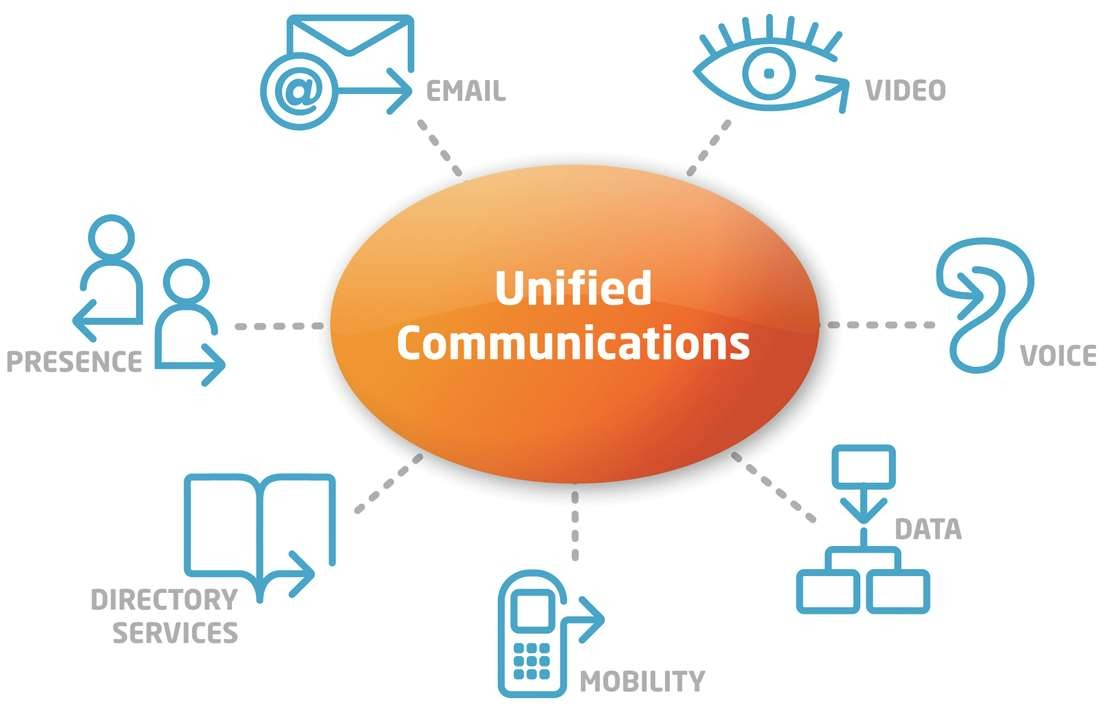 EMAIL
VIDEO
Unified
Communications
PRESENCE
VOICE
DATA
DIRECTORY
SERVICES
MOBILITY